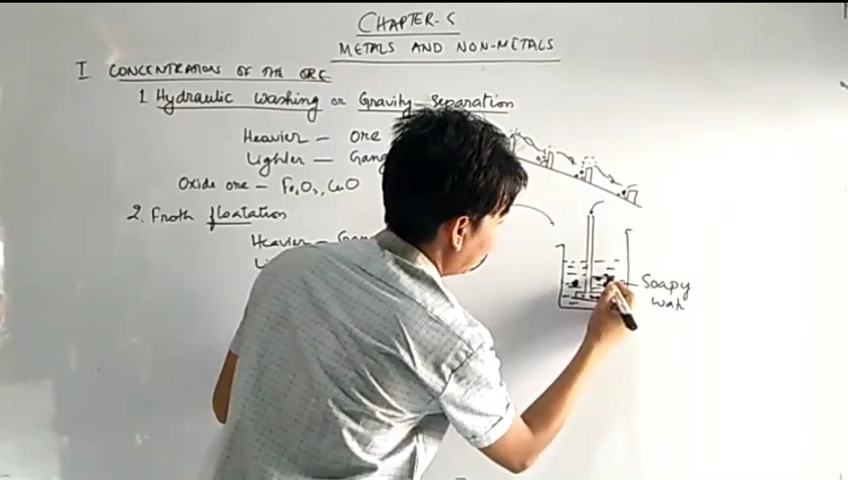 CHAPTER-5
METALS AND NON-METALS
I CONCENTRATION OF THE ORE
1. Hydraulic washing or Gravity Separation
Heavier - Ore
Lighter - Gang
Oxide ore - Fe2O3, CuO
2. Froth floatation
Heavier - Gan
Li
Soapy
wat